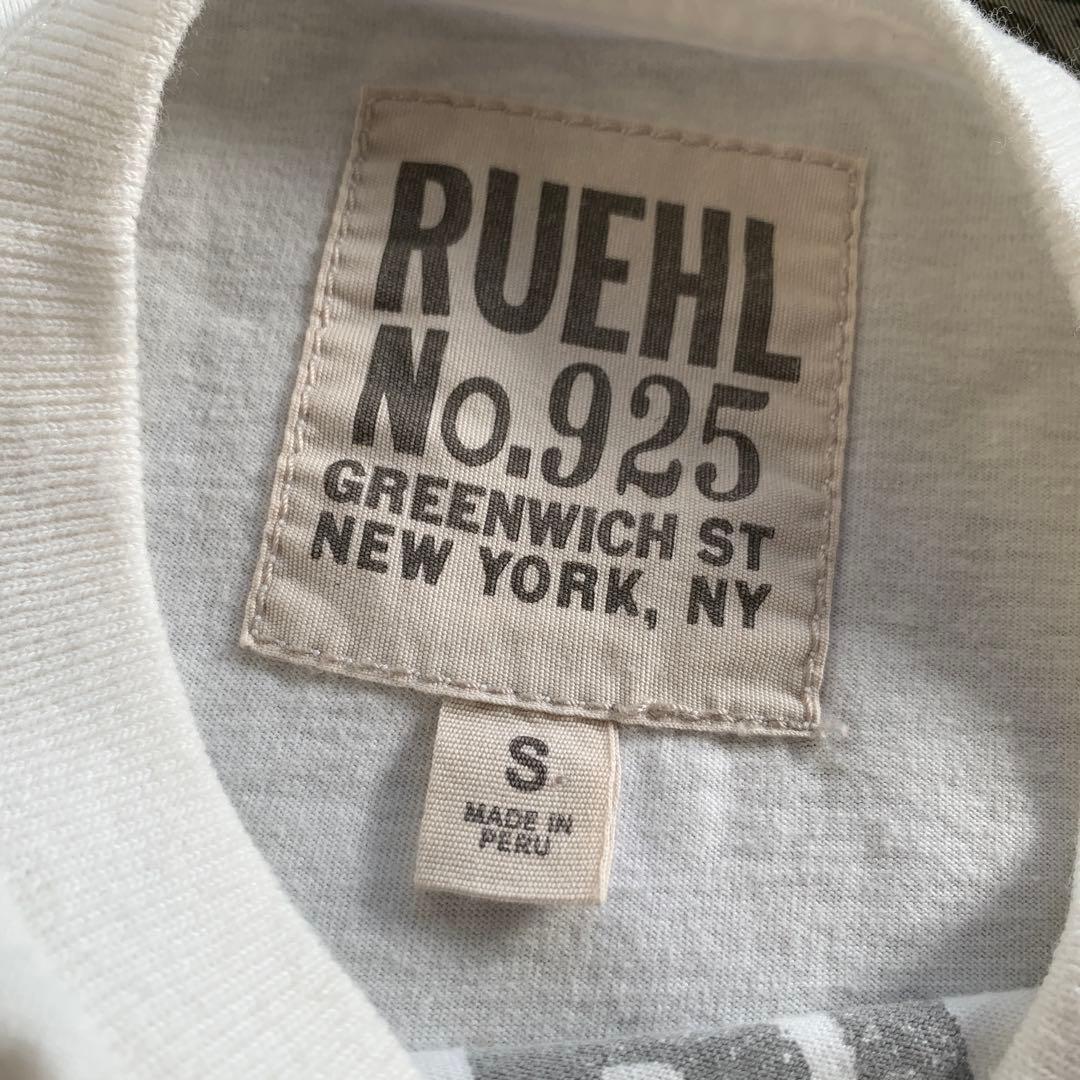 RUEHL
No.925
GREENWICH ST
NEW YORK, NY
S
MADE IN
PERU